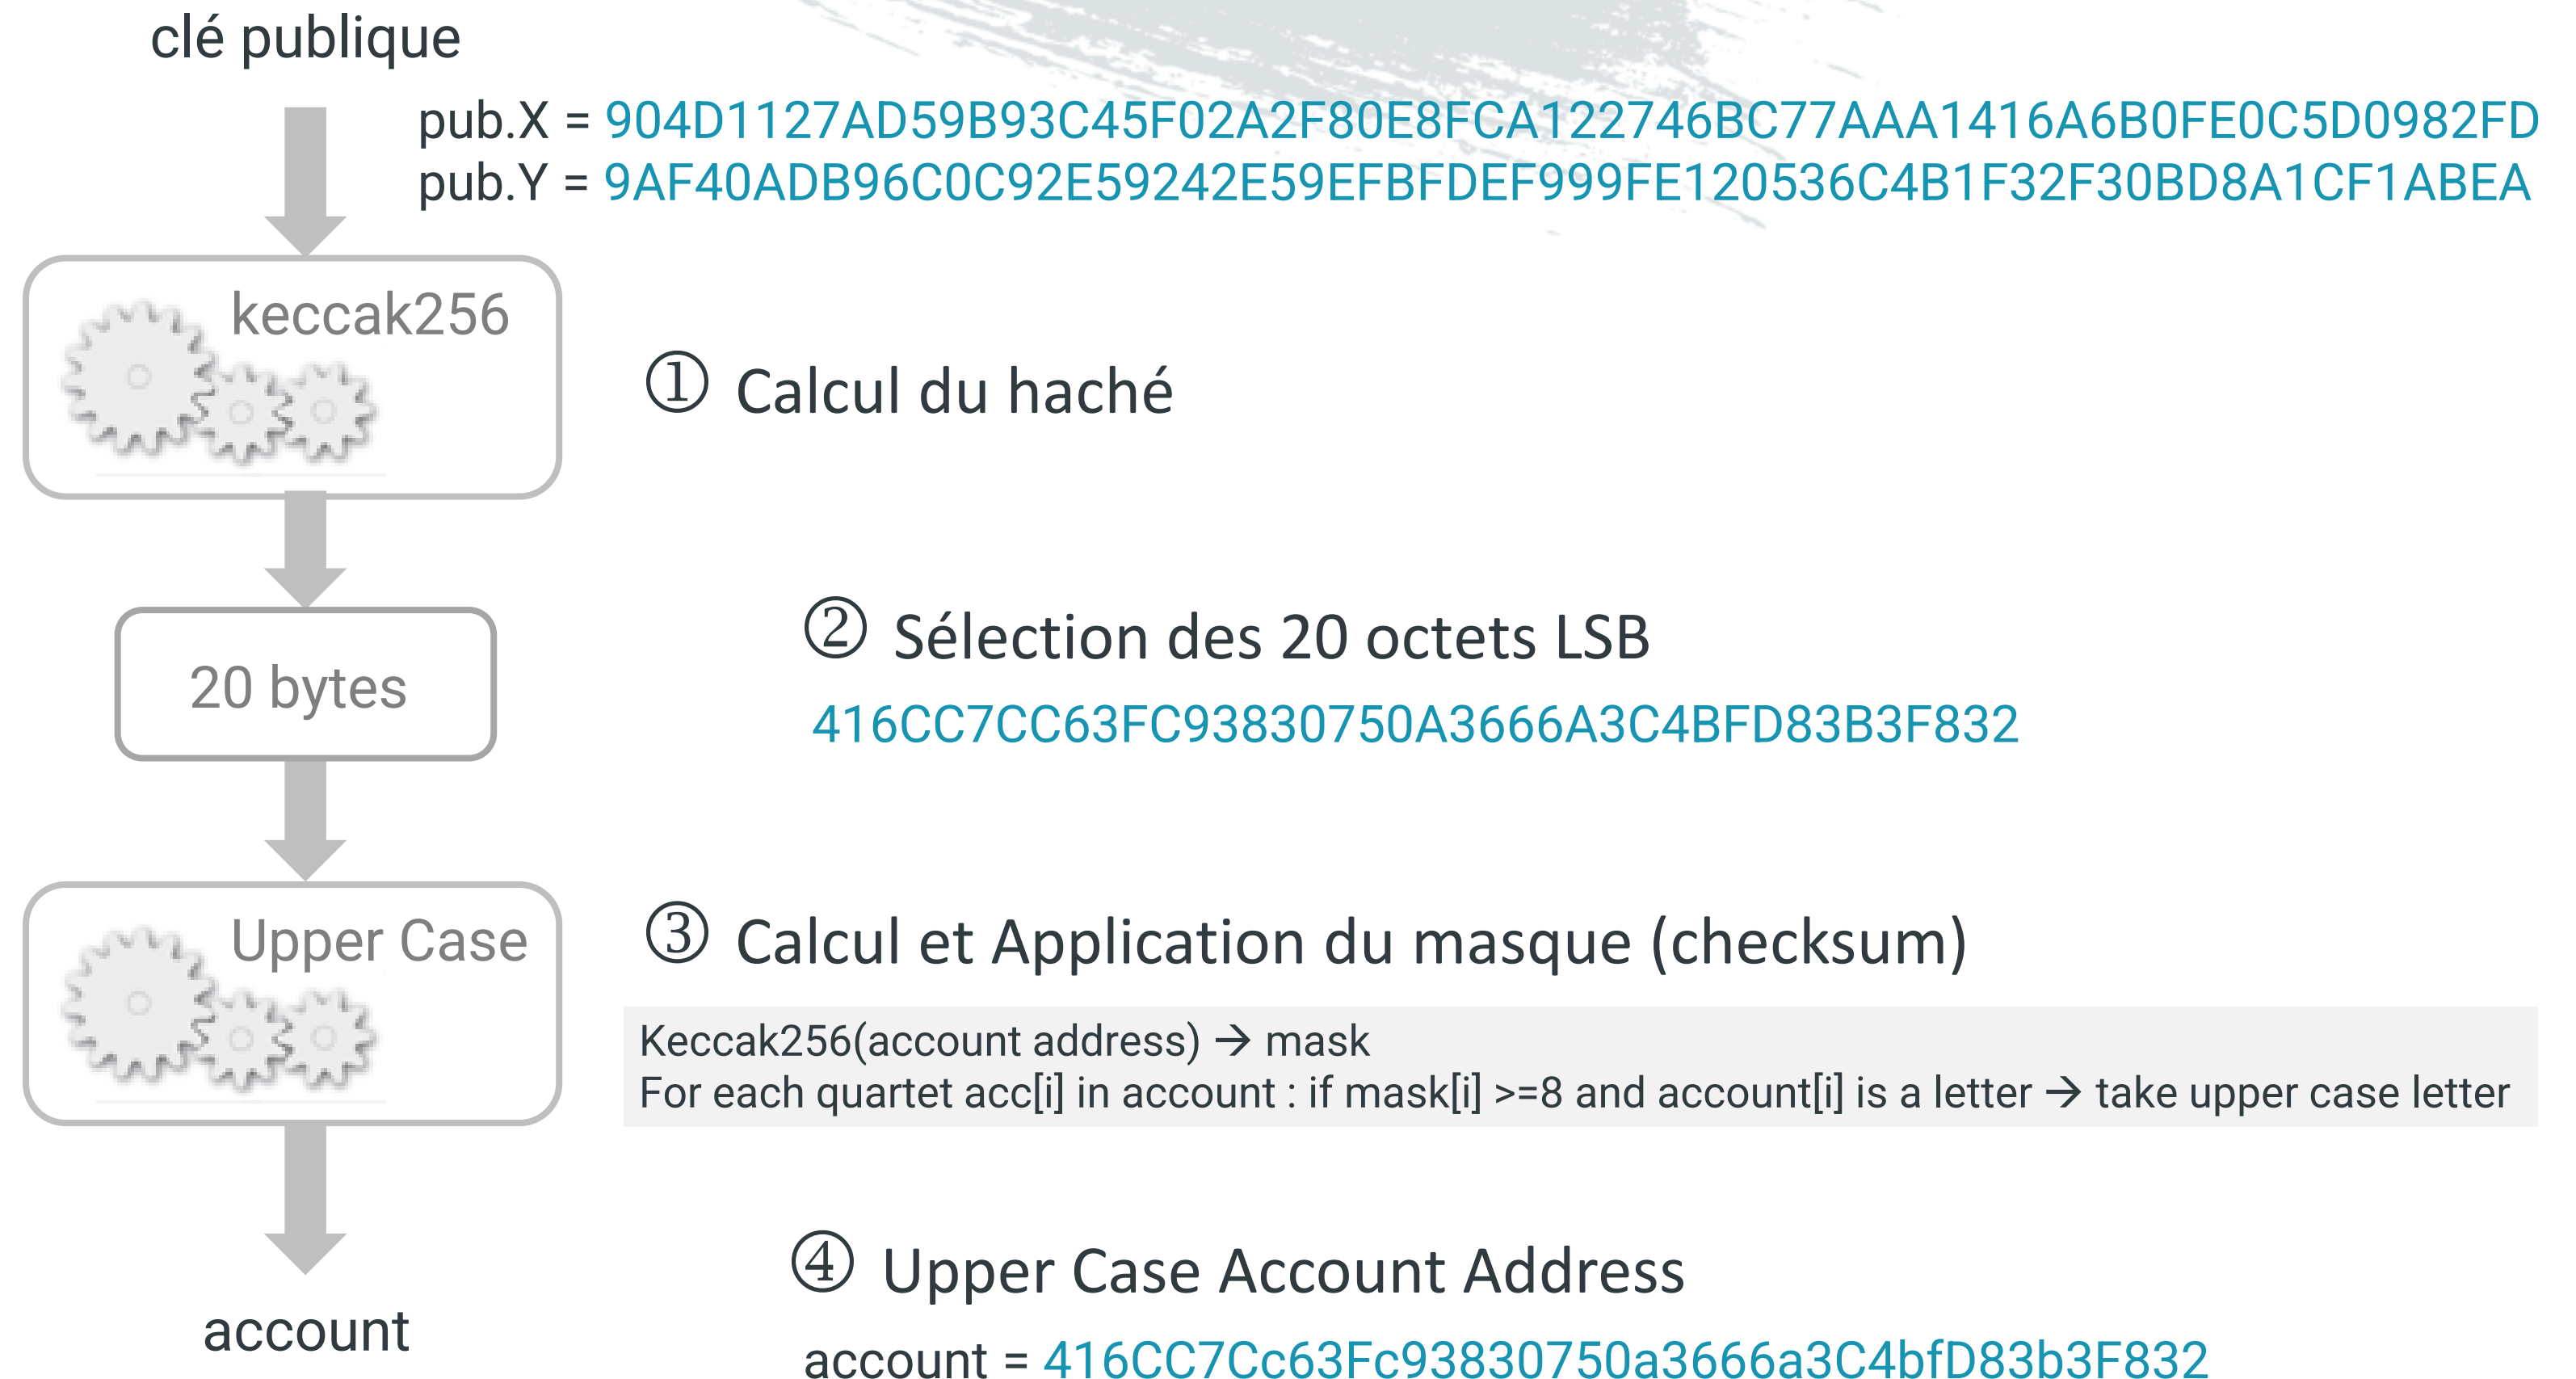 clé publique
pub.X = 904D1127AD59B93C45F02A2F80E8FCA122746BC77AAA1416A6B0FE0C5D0982FD
pub.Y = 9AF40ADB96C0C92E59242E59EFBFDEF999FE120536C4B1F32F30BD8A1CF1ABEA
keccak256
① Calcul du haché
② Sélection des 20 octets LSB
20 bytes
416CC7CC63FC93830750A3666A3C4BFD83B3F832
Upper Case
③ Calcul et Application du masque (checksum)
Keccak256(account address) → mask
For each quartet acc[i] in account : if mask[i] >=8 and account[i] is a letter → take upper case letter
④ Upper Case Account Address
account
account = 416CC7Cc63Fc93830750a3666a3C4bfD83b3F832